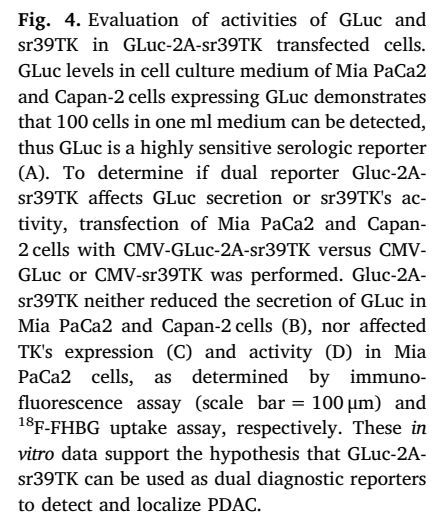 Fig. 4. Evaluation of activities of GLuc and
sr39TK in GLuc-2A-sr39TK transfected cells.
GLuc levels in cell culture medium of Mia PaCa2
and Capan-2 cells expressing GLuc demonstrates
that 100 cells in one ml medium can be detected,
thus GLuc is a highly sensitive serologic reporter
(A). To determine if dual reporter Gluc-2A-
sr39TK affects GLuc secretion or sr39TK's ac-
tivity, transfection of Mia PaCa2 and Capan-
2 cells with CMV-GLuc-2A-sr39TK versus CMV-
GLuc or CMV-sr39TK was performed. Gluc-2A-
sr39TK neither reduced the secretion of GLuc in
Mia PaCa2 and Capan-2 cells (B), nor affected
TK's expression (C) and activity (D) in Mia
PaCa2 cells, as determined by immuno-
fluorescence assay (scale bar = 100 μm) and
¹⁸F-FHBG uptake assay, respectively. These in
vitro data support the hypothesis that GLuc-2A-
sr39TK can be used as dual diagnostic reporters
to detect and localize PDAC.